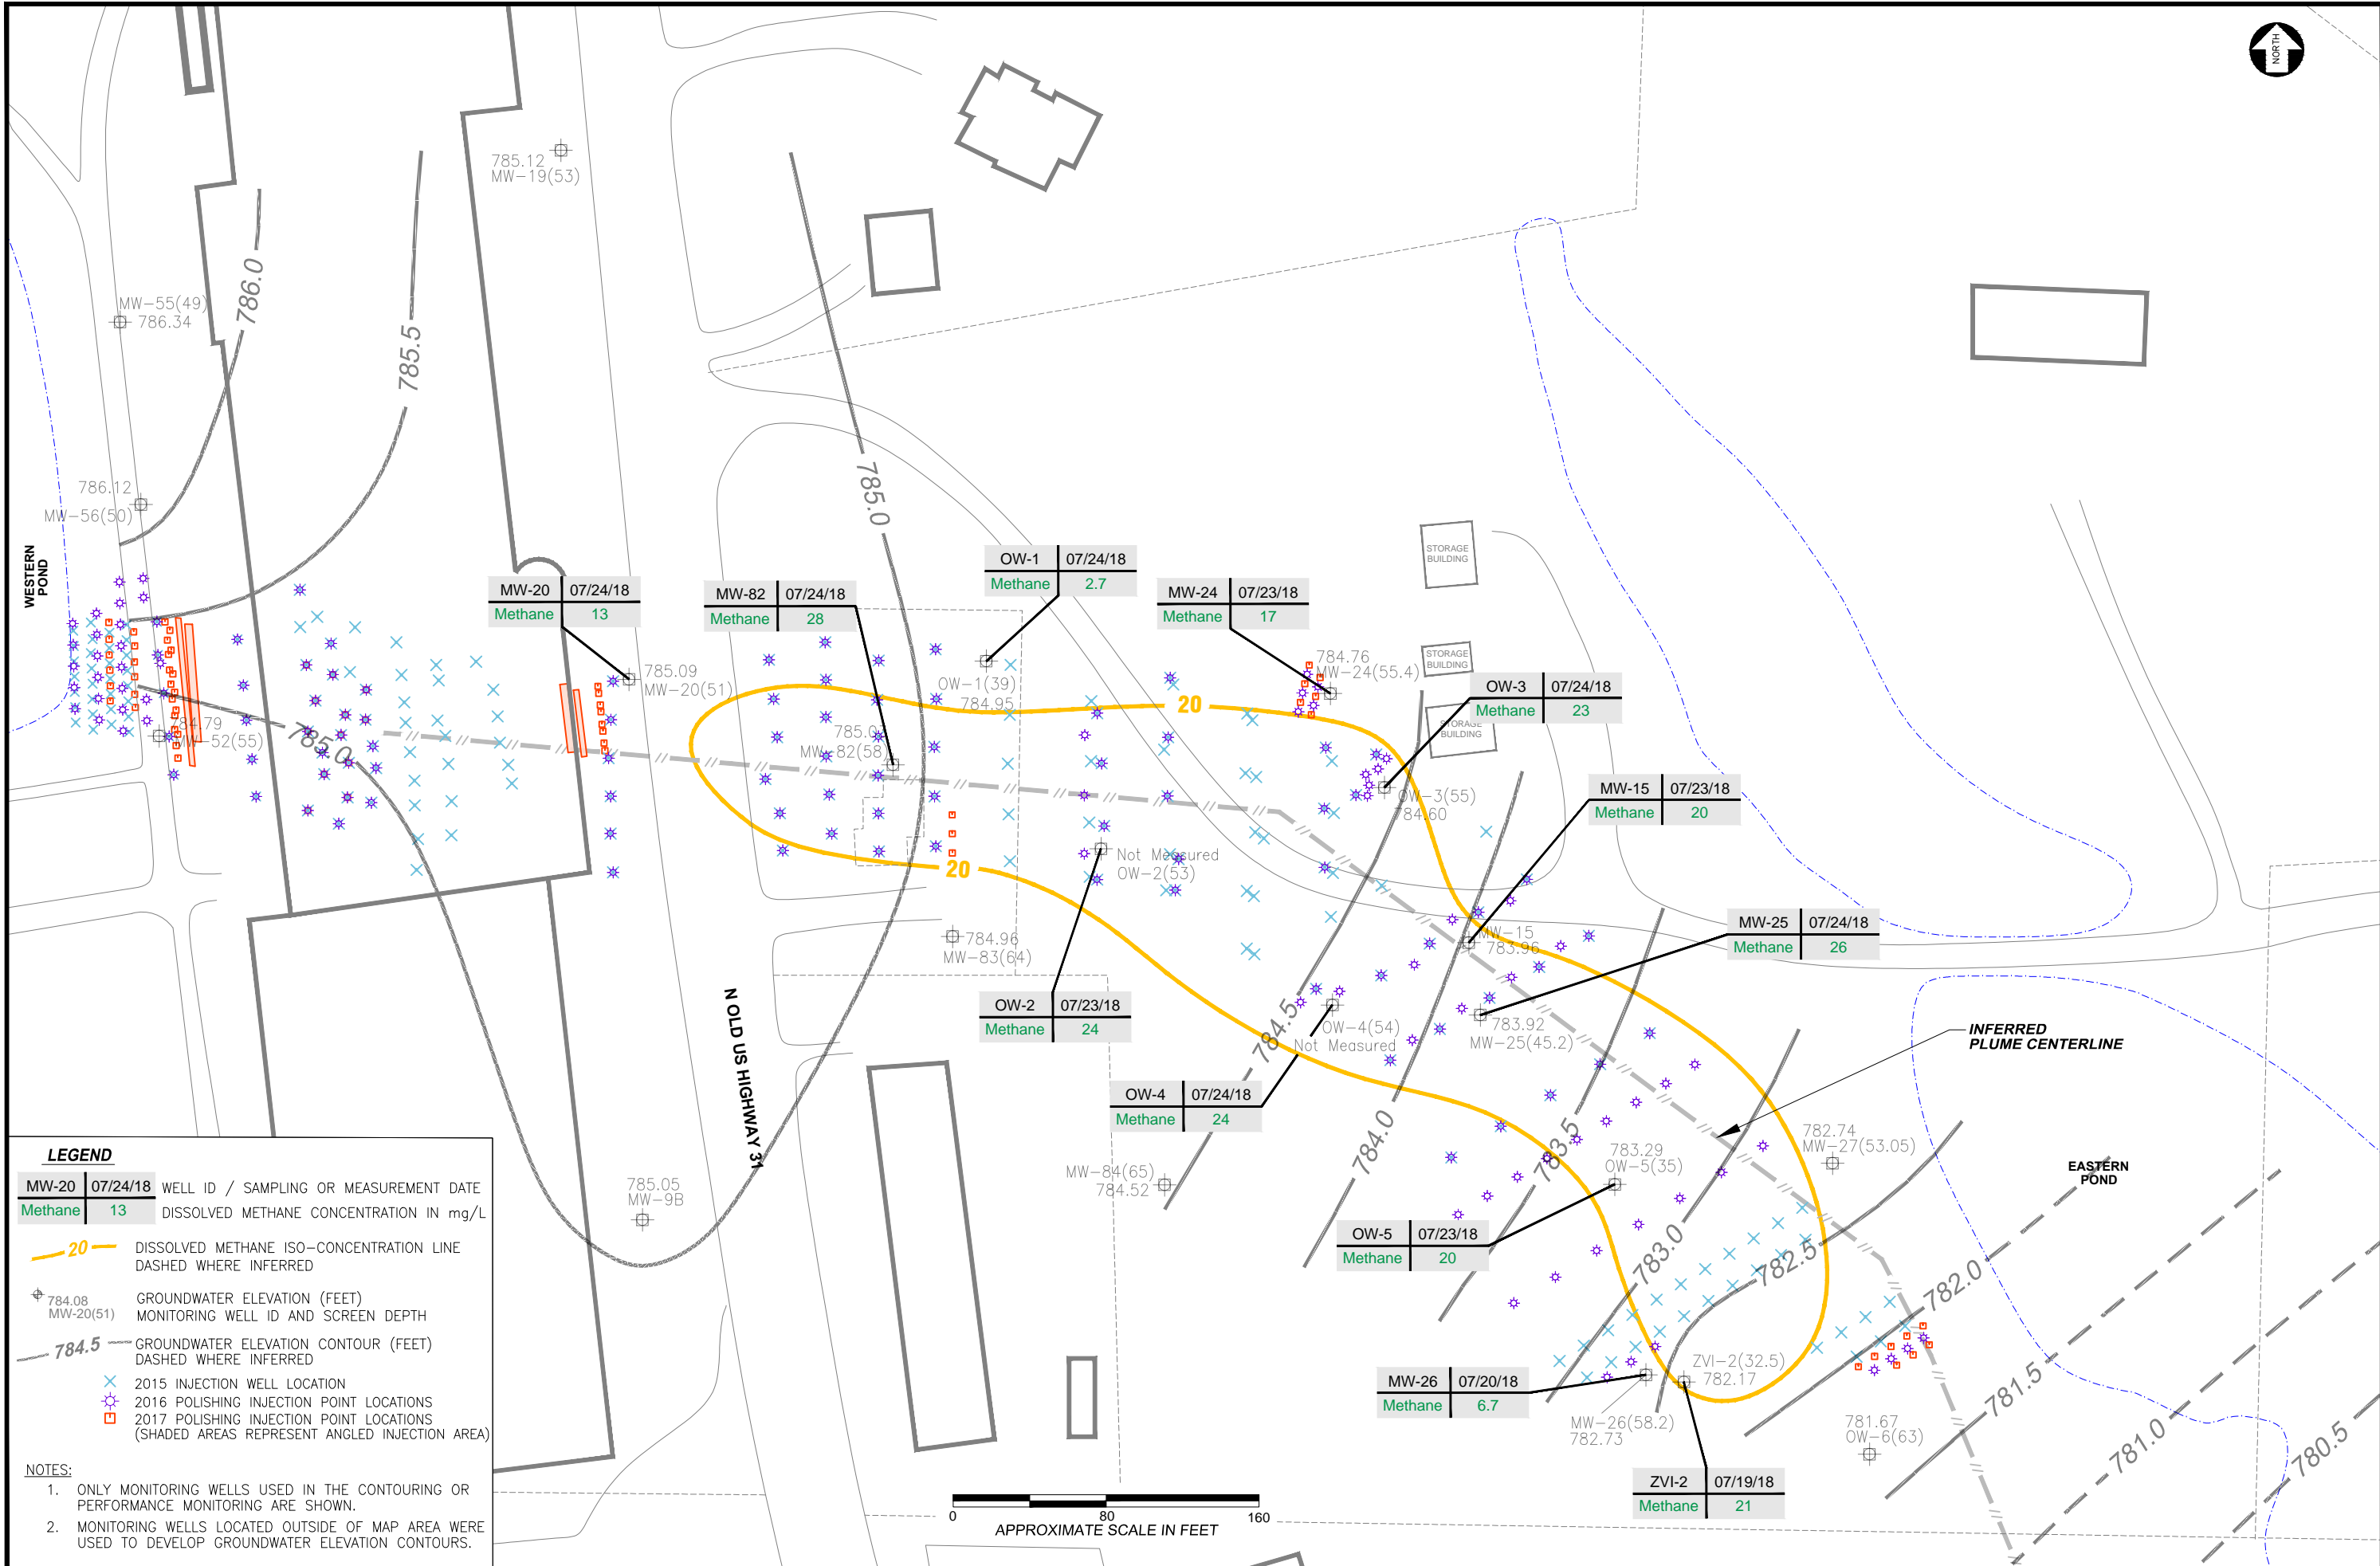 NORTH
785.12
MW-19(53)
MW-55(49)
786.34
786.0
785.5
785.0
786.12
MW-56(50)
WESTERN
POND
MW-20 07/24/18
Methane 13
785.09
MW-20(51)
MW-82 07/24/18
Methane 28
OW-1 07/24/18
Methane 2.7
OW-1(39)
784.95
MW-24 07/23/18
Methane 17
784.76
MW-24(55.4)
STORAGE
BUILDING
STORAGE
BUILDING
STORAGE
BUILDING
OW-3 07/24/18
Methane 23
OW-3(55)
784.60
20
784.79
MW-52(55)
785.0
MW-82(58)
MW-15 07/23/18
Methane 20
MW-15
783.96
20
Not Measured
OW-2(53)
784.96
MW-83(64)
MW-25 07/24/18
Methane 26
783.92
MW-25(45.2)
OW-2 07/23/18
Methane 24
N OLD US HIGHWAY 31
784.5
OW-4(54)
Not Measured
INFERRED
PLUME CENTERLINE
OW-4 07/24/18
Methane 24
784.0
783.5
MW-84(65)
784.52
783.29
OW-5(35)
782.74
MW-27(53.05)
EASTERN
POND
785.05
MW-9B
OW-5 07/23/18
Methane 20
783.0
782.5
782.0
781.5
781.0
780.5
MW-26 07/20/18
Methane 6.7
ZVI-2(32.5)
782.17
MW-26(58.2)
782.73
781.67
OW-6(63)
ZVI-2 07/19/18
Methane 21
0 80 160
APPROXIMATE SCALE IN FEET
LEGEND
MW-20 07/24/18 WELL ID / SAMPLING OR MEASUREMENT DATE
Methane 13 DISSOLVED METHANE CONCENTRATION IN mg/L
20 DISSOLVED METHANE ISO-CONCENTRATION LINE
DASHED WHERE INFERRED
784.08 GROUNDWATER ELEVATION (FEET)
MW-20(51) MONITORING WELL ID AND SCREEN DEPTH
784.5 GROUNDWATER ELEVATION CONTOUR (FEET)
DASHED WHERE INFERRED
2015 INJECTION WELL LOCATION
2016 POLISHING INJECTION POINT LOCATIONS
2017 POLISHING INJECTION POINT LOCATIONS
(SHADED AREAS REPRESENT ANGLED INJECTION AREA)
NOTES:
1. ONLY MONITORING WELLS USED IN THE CONTOURING OR
PERFORMANCE MONITORING ARE SHOWN.
2. MONITORING WELLS LOCATED OUTSIDE OF MAP AREA WERE
USED TO DEVELOP GROUNDWATER ELEVATION CONTOURS.